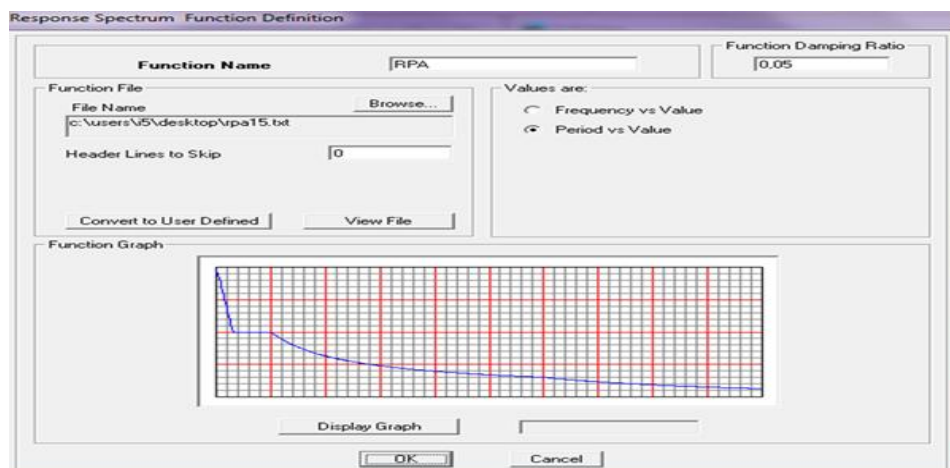 Response Spectrum Function Definition
Function Damping Ratio
Function Name
RPA
0,05
Function File
Values are:
File Name
Browse...
Frequency vs Value
c:\users\i5\desktop\rpa15.txt
Period vs Value
Header Lines to Skip
0
Convert to User Defined
View File
Function Graph
Display Graph
OK
Cancel